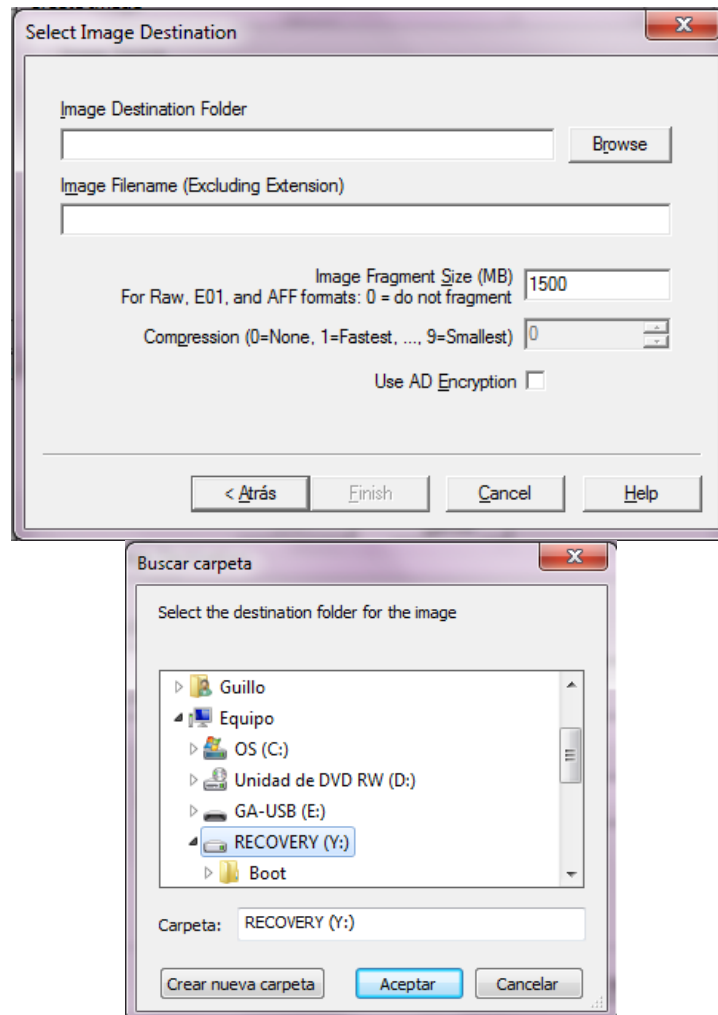 Select Image Destination
Image Destination Folder
Browse
Image Filename (Excluding Extension)
Image Fragment Size (MB)
For Raw, E01, and AFF formats: 0 = do not fragment
1500
Compression (0=None, 1=Fastest, ..., 9=Smallest)
0
Use AD Encryption
< Atrás
Finish
Cancel
Help
Buscar carpeta
Select the destination folder for the image
Guillo
Equipo
OS (C:)
Unidad de DVD RW (D:)
GA-USB (E:)
RECOVERY (Y:)
Boot
Carpeta:
RECOVERY (Y:)
Crear nueva carpeta
Aceptar
Cancelar